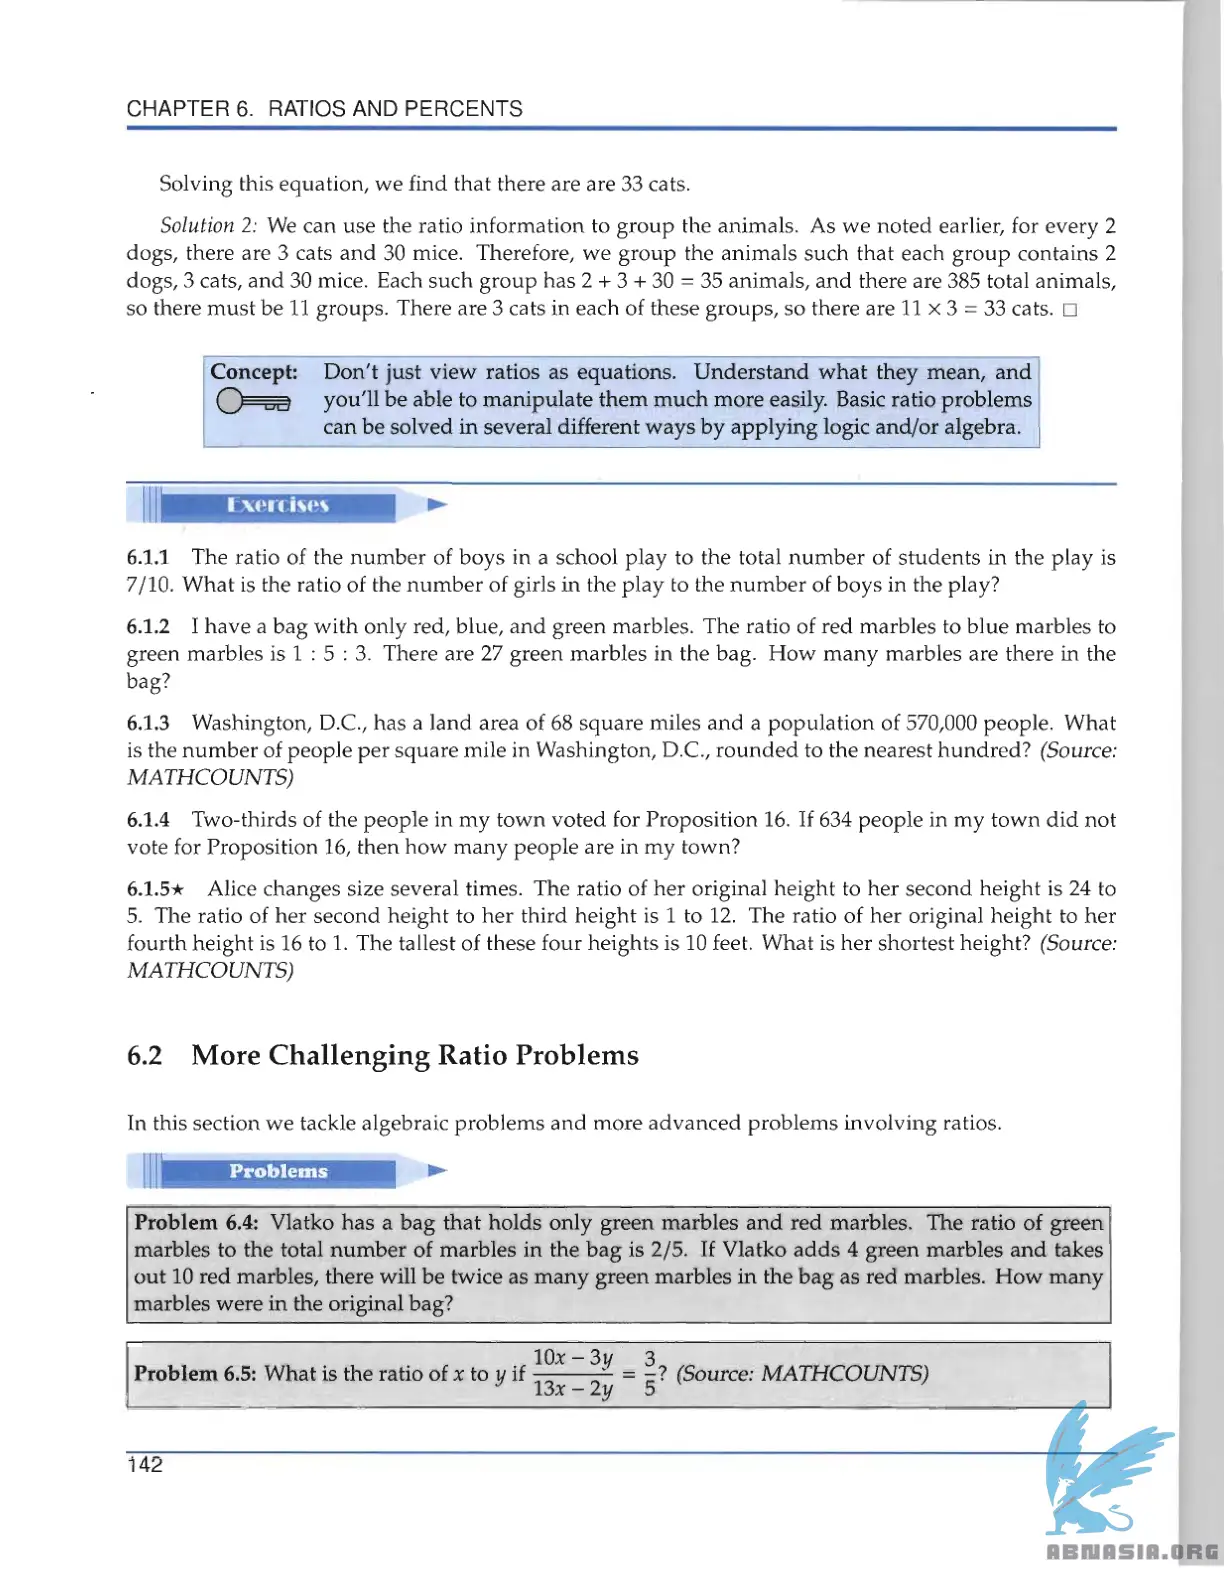 CHAPTER 6. RATIOS AND PERCENTS
Solving this equation, we find that there are are 33 cats.
Solution 2: We can use the ratio information to group the animals. As we noted earlier, for every 2
dogs, there are 3 cats and 30 mice. Therefore, we group the animals such that each group contains 2
dogs, 3 cats, and 30 mice. Each such group has 2 + 3 + 30 = 35 animals, and there are 385 total animals,
so there must be 11 groups. There are 3 cats in each of these groups, so there are 11 × 3 = 33 cats. □
Concept: Don't just view ratios as equations. Understand what they mean, and
you'll be able to manipulate them much more easily. Basic ratio problems
can be solved in several different ways by applying logic and/or algebra.
Exercises
6.1.1 The ratio of the number of boys in a school play to the total number of students in the play is
7/10. What is the ratio of the number of girls in the play to the number of boys in the play?
6.1.2 I have a bag with only red, blue, and green marbles. The ratio of red marbles to blue marbles to
green marbles is 1 : 5 : 3. There are 27 green marbles in the bag. How many marbles are there in the
bag?
6.1.3 Washington, D.C., has a land area of 68 square miles and a population of 570,000 people. What
is the number of people per square mile in Washington, D.C., rounded to the nearest hundred? (Source:
MATHCOUNTS)
6.1.4 Two-thirds of the people in my town voted for Proposition 16. If 634 people in my town did not
vote for Proposition 16, then how many people are in my town?
6.1.5★ Alice changes size several times. The ratio of her original height to her second height is 24 to
5. The ratio of her second height to her third height is 1 to 12. The ratio of her original height to her
fourth height is 16 to 1. The tallest of these four heights is 10 feet. What is her shortest height? (Source:
MATHCOUNTS)
6.2 More Challenging Ratio Problems
In this section we tackle algebraic problems and more advanced problems involving ratios.
Problems
Problem 6.4: Vlatko has a bag that holds only green marbles and red marbles. The ratio of green
marbles to the total number of marbles in the bag is 2/5. If Vlatko adds 4 green marbles and takes
out 10 red marbles, there will be twice as many green marbles in the bag as red marbles. How many
marbles were in the original bag?
Problem 6.5: What is the ratio of x to y if (10x − 3y)/(13x − 2y) = 3/5? (Source: MATHCOUNTS)
142
ABNASIA.ORG